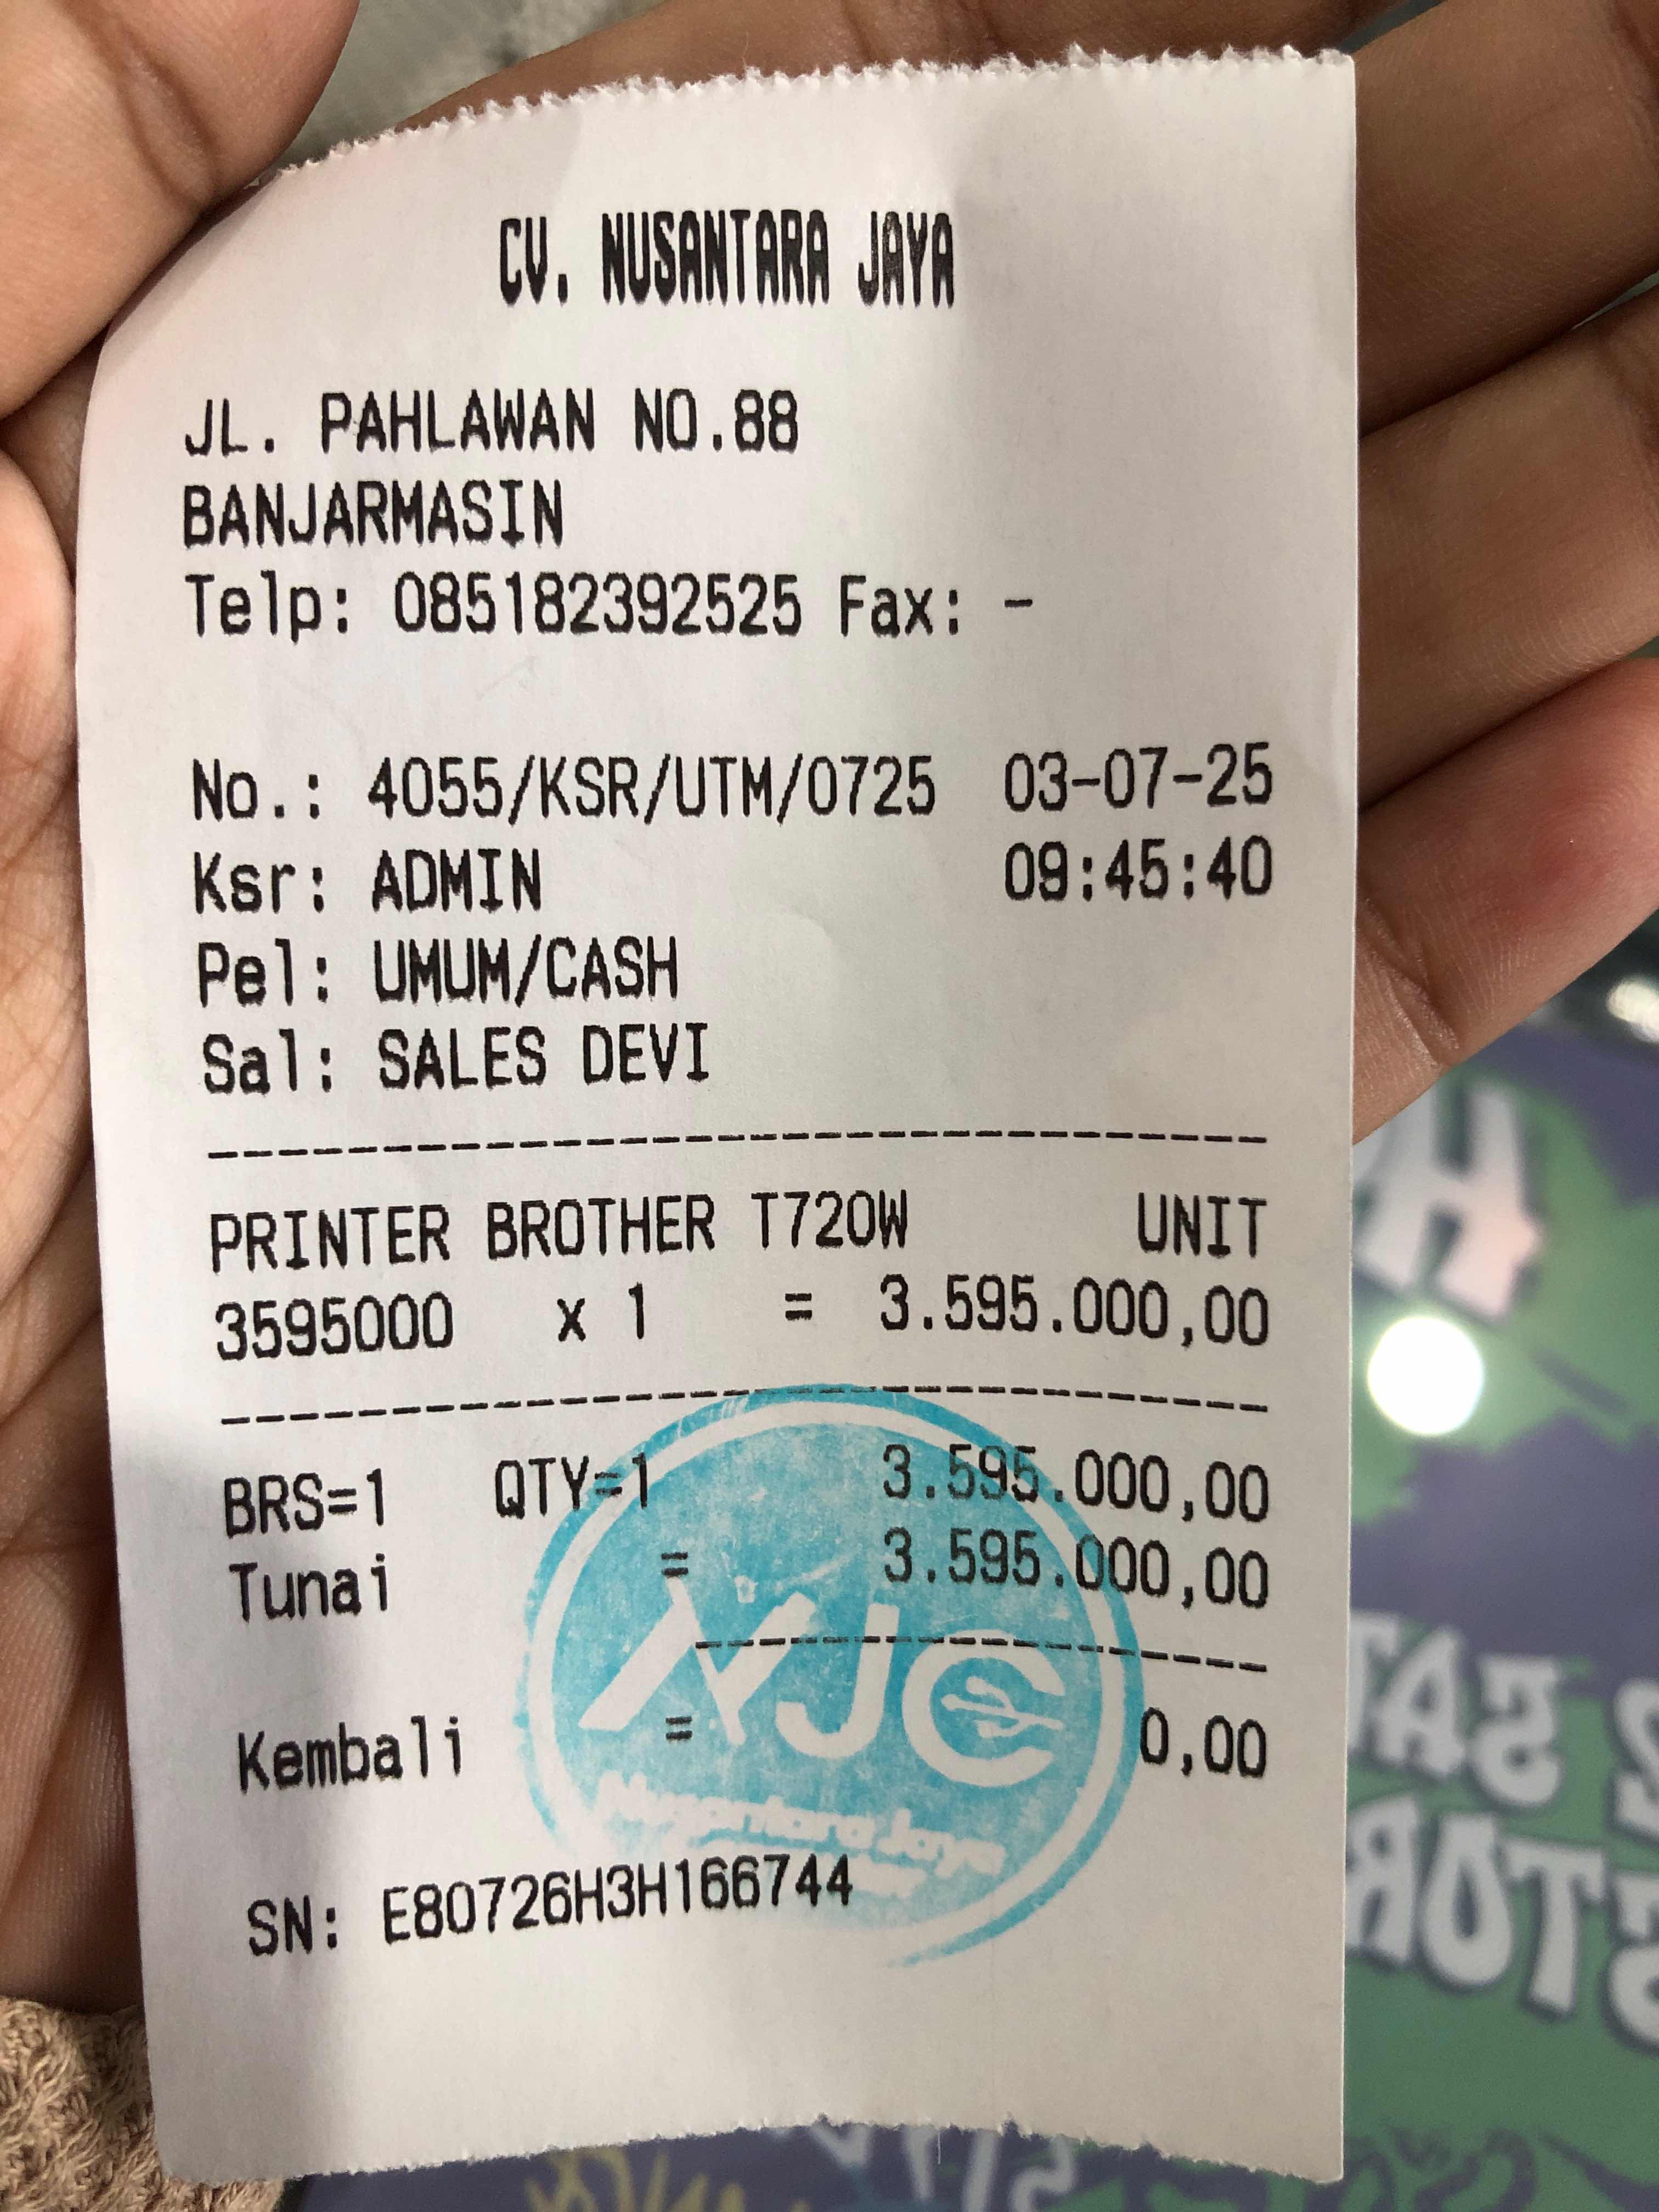 CV. NUSANTARA JAYA
JL. PAHLAWAN NO.88
BANJARMASIN
Telp: 085182392525 Fax: -
No.: 4055/KSR/UTM/0725 03-07-25
Ksr: ADMIN 09:45:40
Pel: UMUM/CASH
Sal: SALES DEVI
PRINTER BROTHER T720W UNIT
3595000 x 1 = 3.595.000,00
BRS=1 QTY=1 3.595.000,00
Tunai = 3.595.000,00
Kembali = 0,00
NJC
Nusantara Jaya
SN: E80726H3H166744